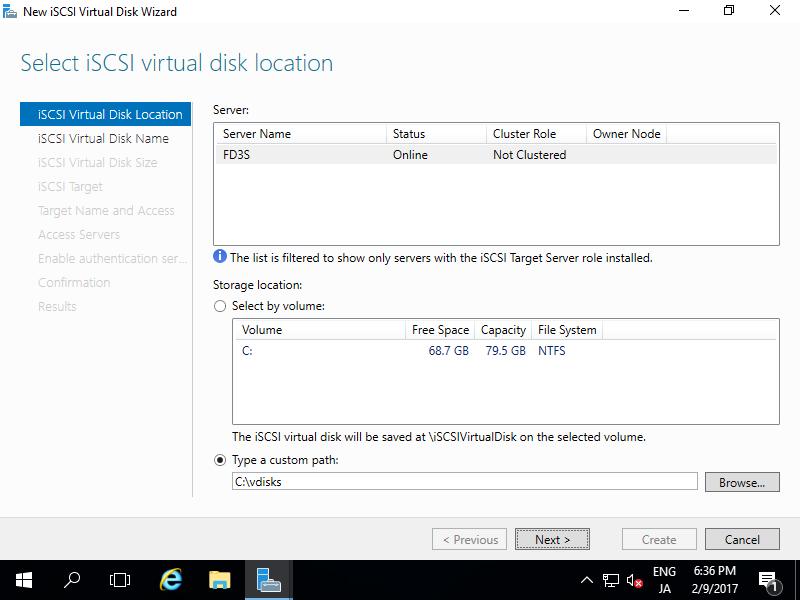 New iSCSI Virtual Disk Wizard
Select iSCSI virtual disk location
iSCSI Virtual Disk Location
iSCSI Virtual Disk Name
iSCSI Virtual Disk Size
iSCSI Target
Target Name and Access
Access Servers
Enable authentication ser...
Confirmation
Results
Server:
Server Name Status Cluster Role Owner Node
FD3S Online Not Clustered
The list is filtered to show only servers with the iSCSI Target Server role installed.
Storage location:
Select by volume:
Volume Free Space Capacity File System
C: 68.7 GB 79.5 GB NTFS
The iSCSI virtual disk will be saved at \iSCSIVirtualDisk on the selected volume.
Type a custom path:
C:\vdisks Browse...
< Previous Next > Create Cancel
ENG 6:36 PM
JA 2/9/2017
1